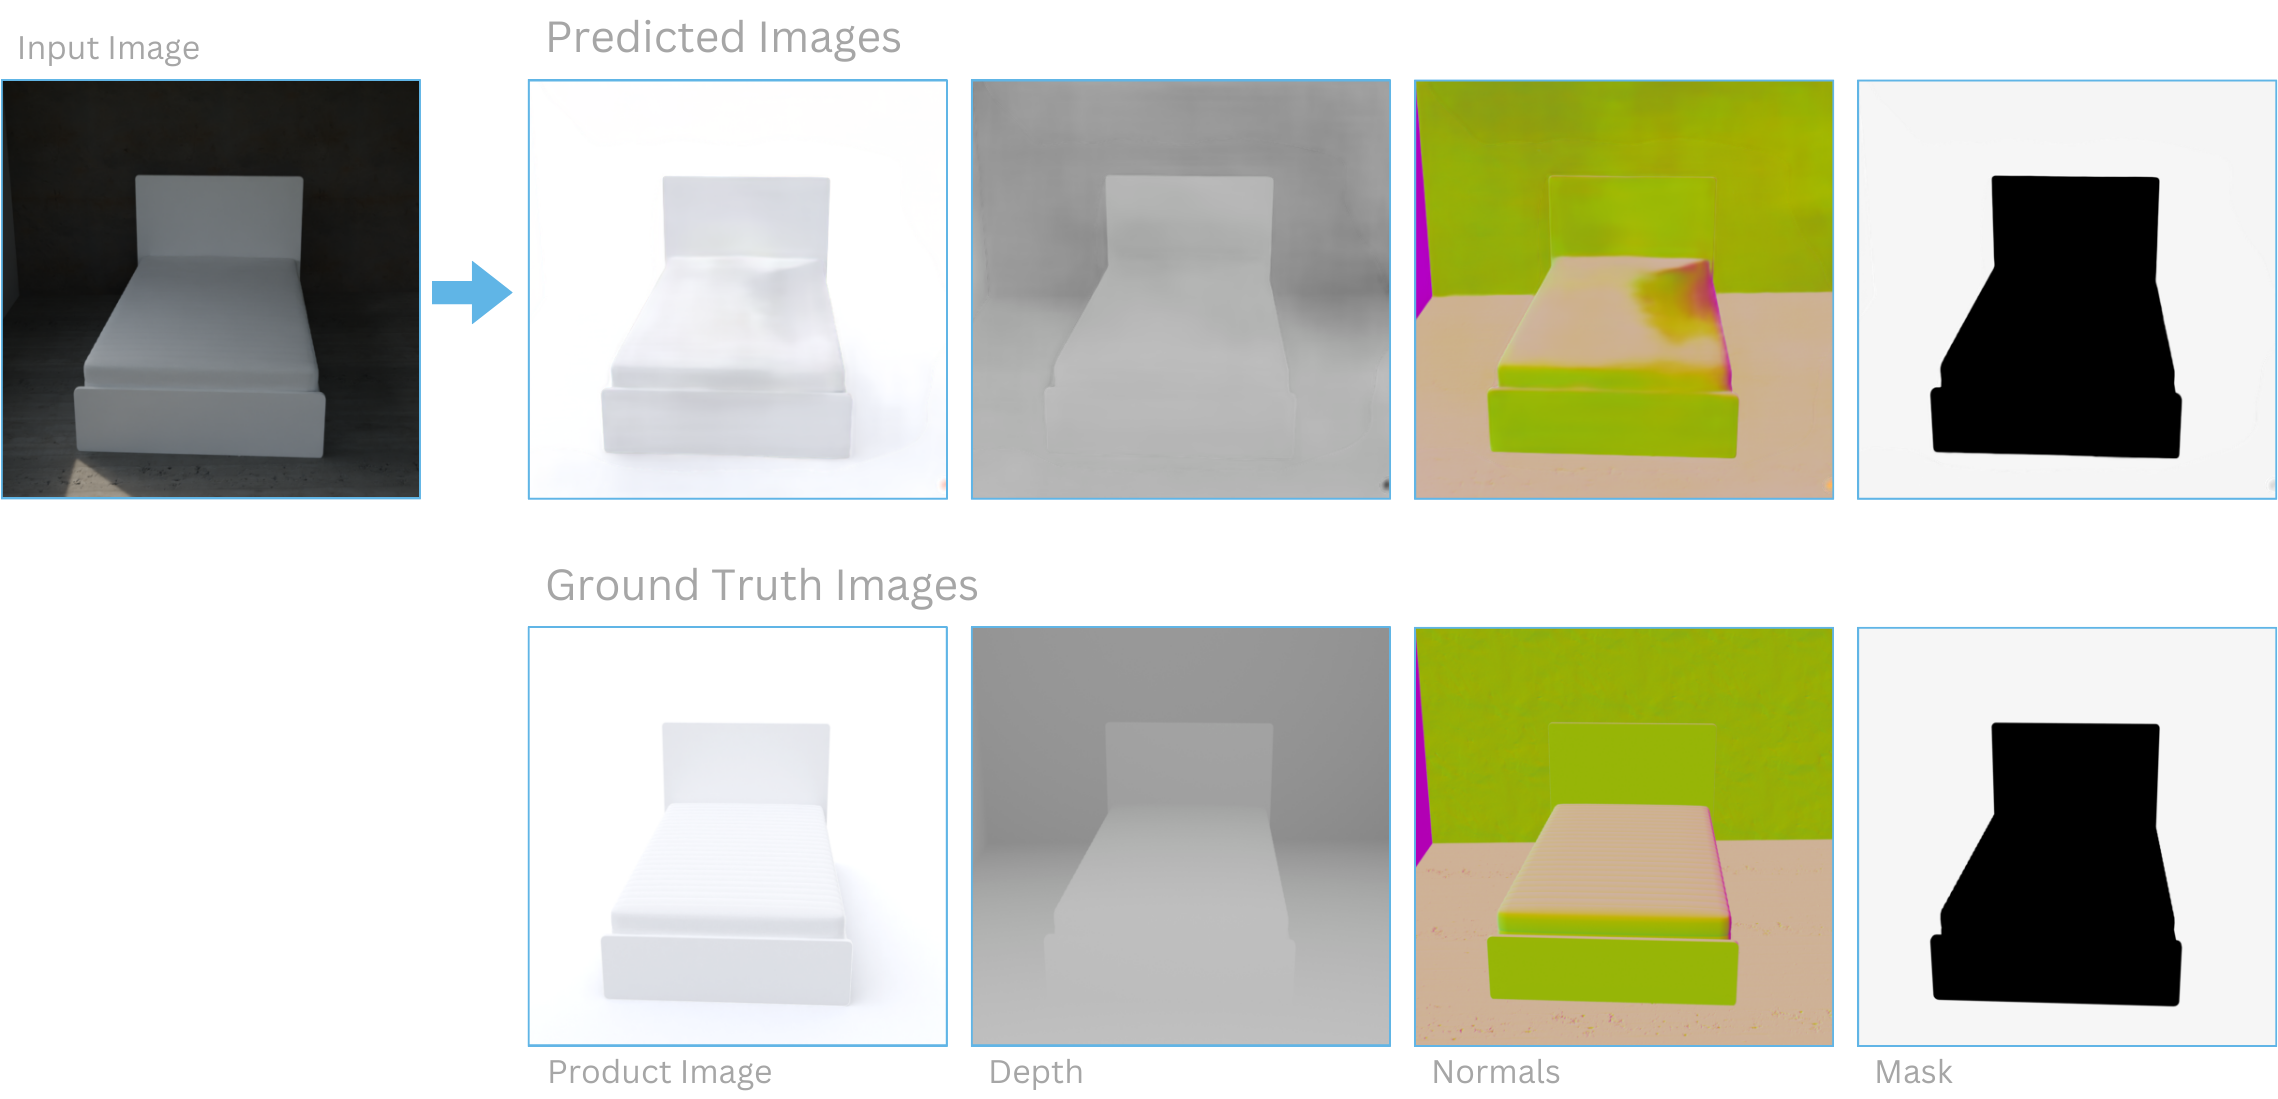 Input Image
Predicted Images
Ground Truth Images
Product Image
Depth
Normals
Mask